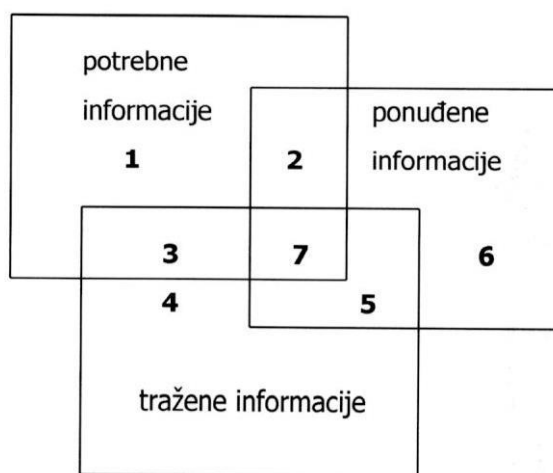 potrebne
informacije
1
2
ponuđene
informacije
3
7
6
4
5
tražene informacije